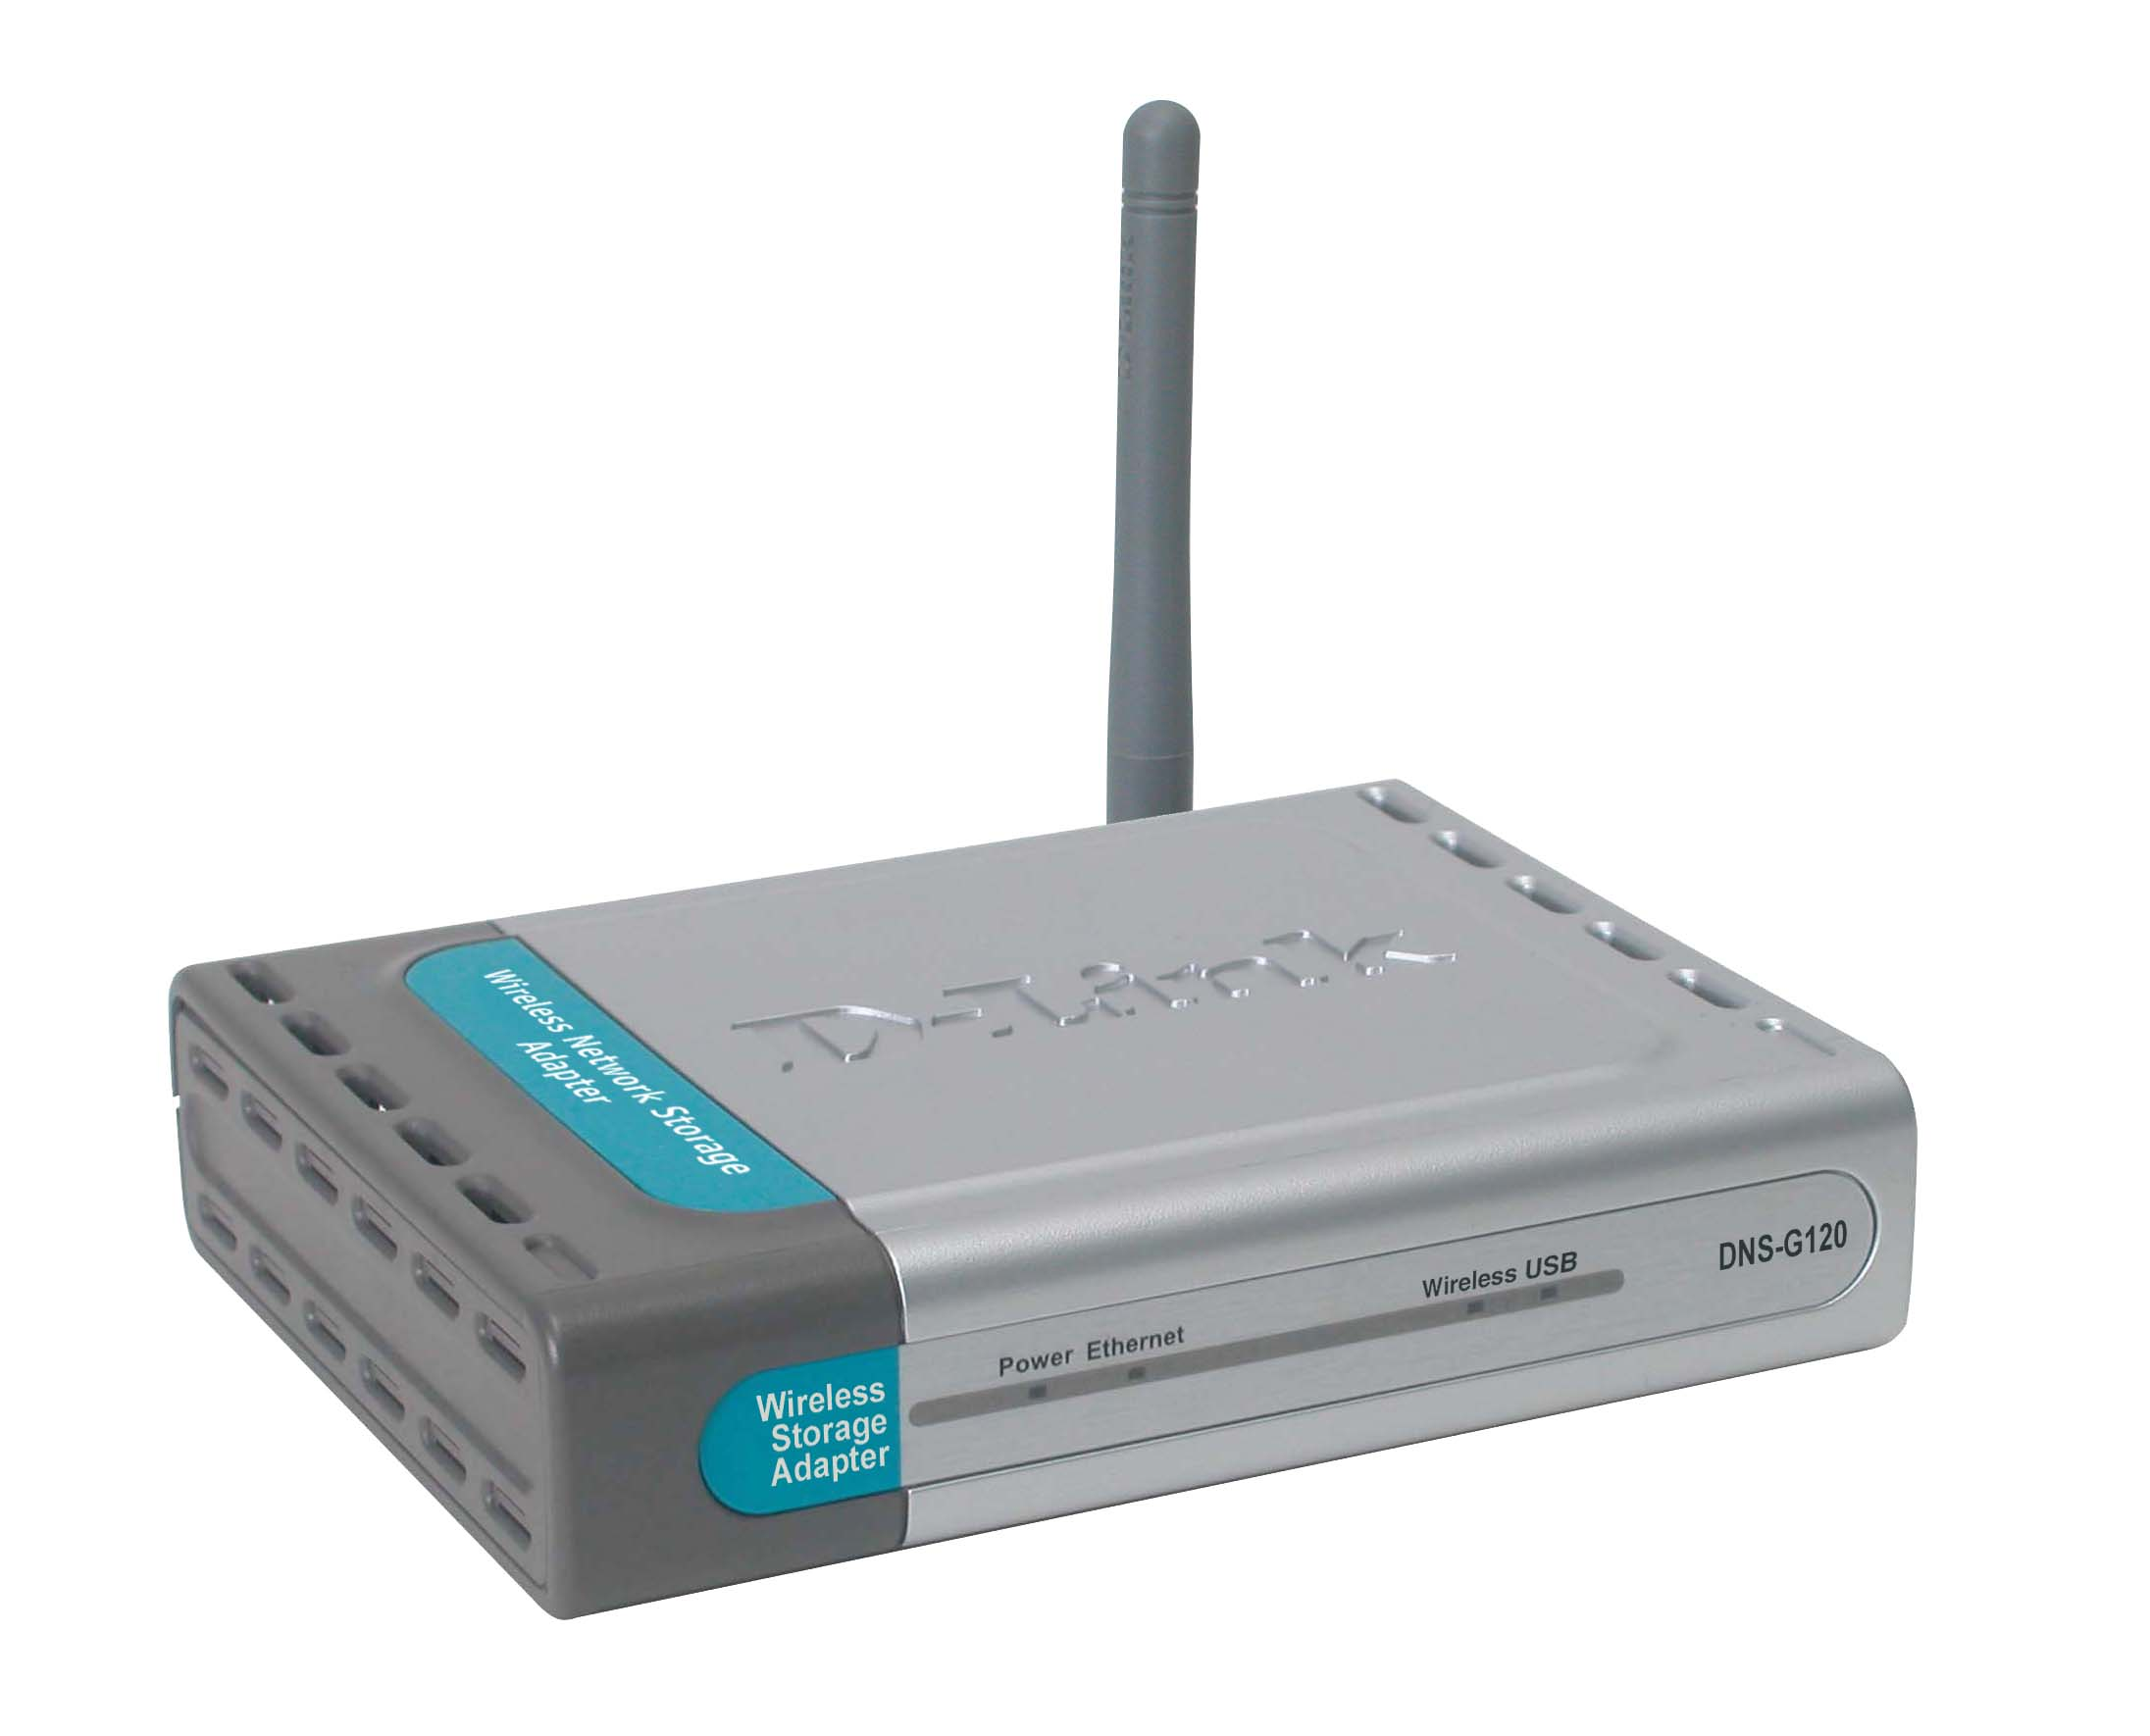 Wireless Network Storage
Adapter
D-Link
Wireless
Storage
Adapter
Power Ethernet
Wireless USB
DNS-G120